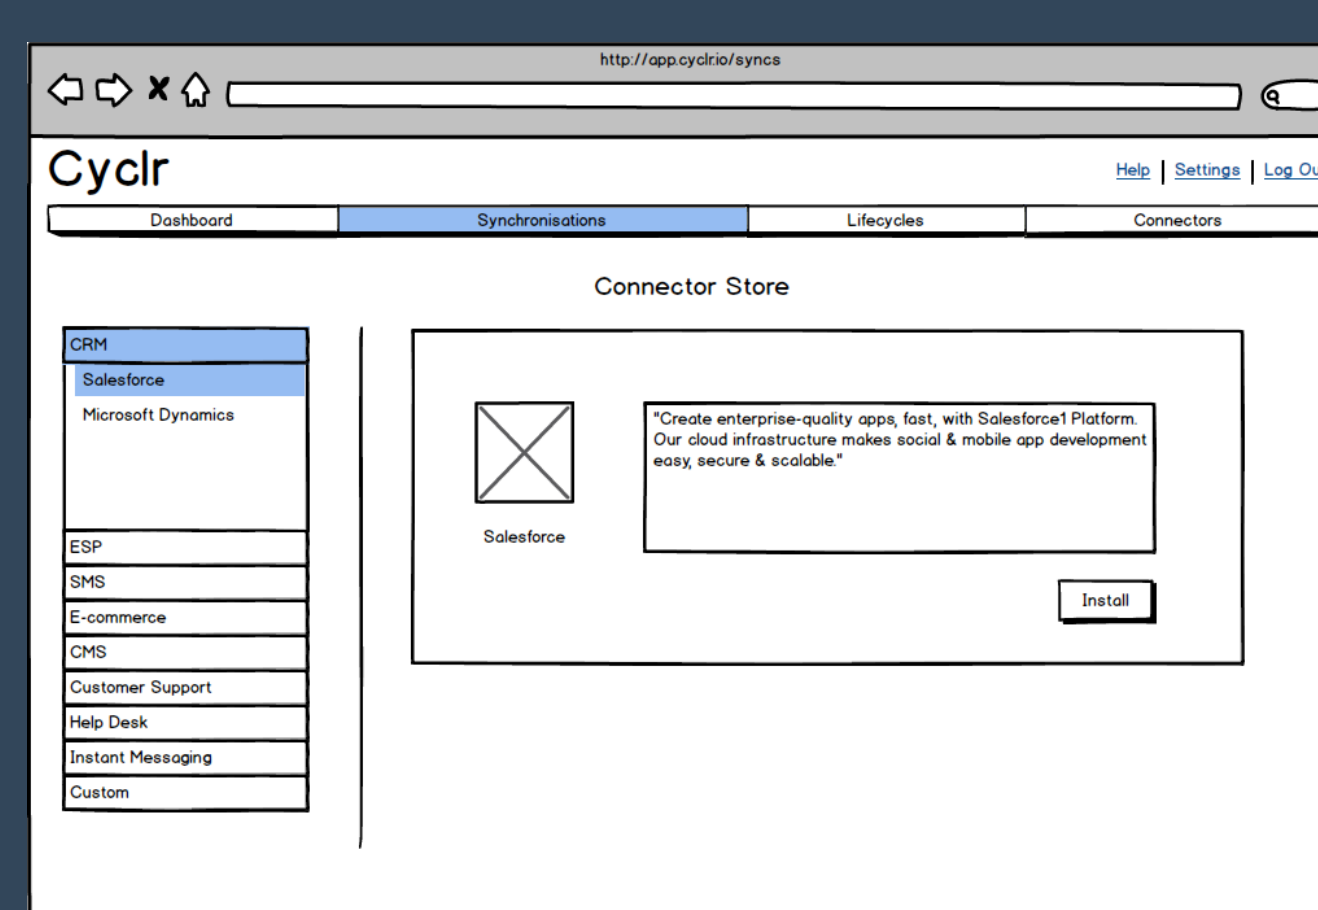 http://app.cyclr.io/syncs
Cyclr
Help | Settings | Log Ou
Dashboard Synchronisations Lifecycles Connectors
Connector Store
CRM
Salesforce
Microsoft Dynamics
ESP
SMS
E-commerce
CMS
Customer Support
Help Desk
Instant Messaging
Custom
Salesforce
"Create enterprise-quality apps, fast, with Salesforce1 Platform.
Our cloud infrastructure makes social & mobile app development
easy, secure & scalable."
Install